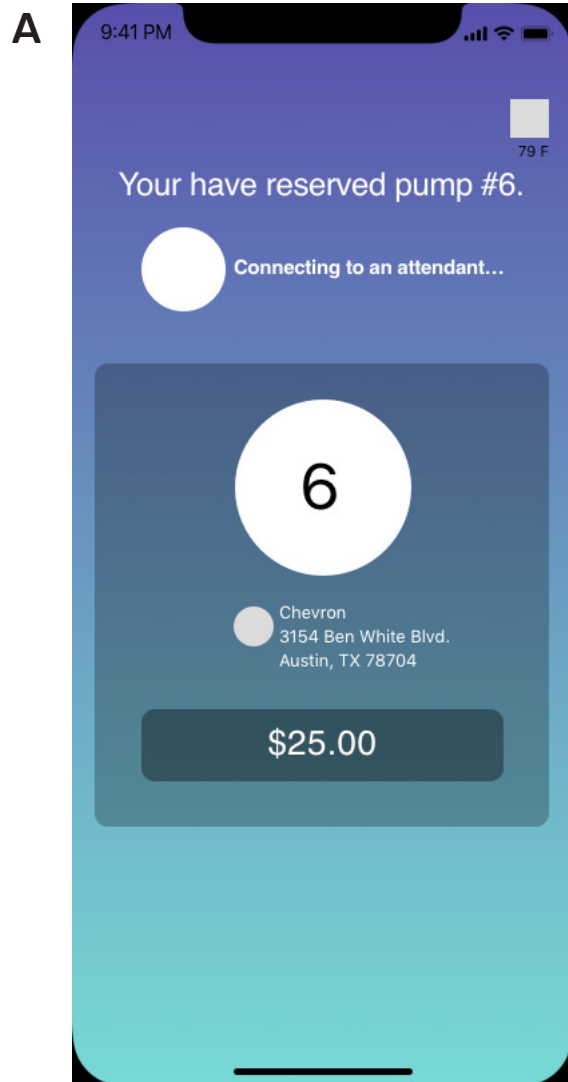 A
9:41 PM
79 F
Your have reserved pump #6.
Connecting to an attendant...
6
Chevron
3154 Ben White Blvd.
Austin, TX 78704
$25.00